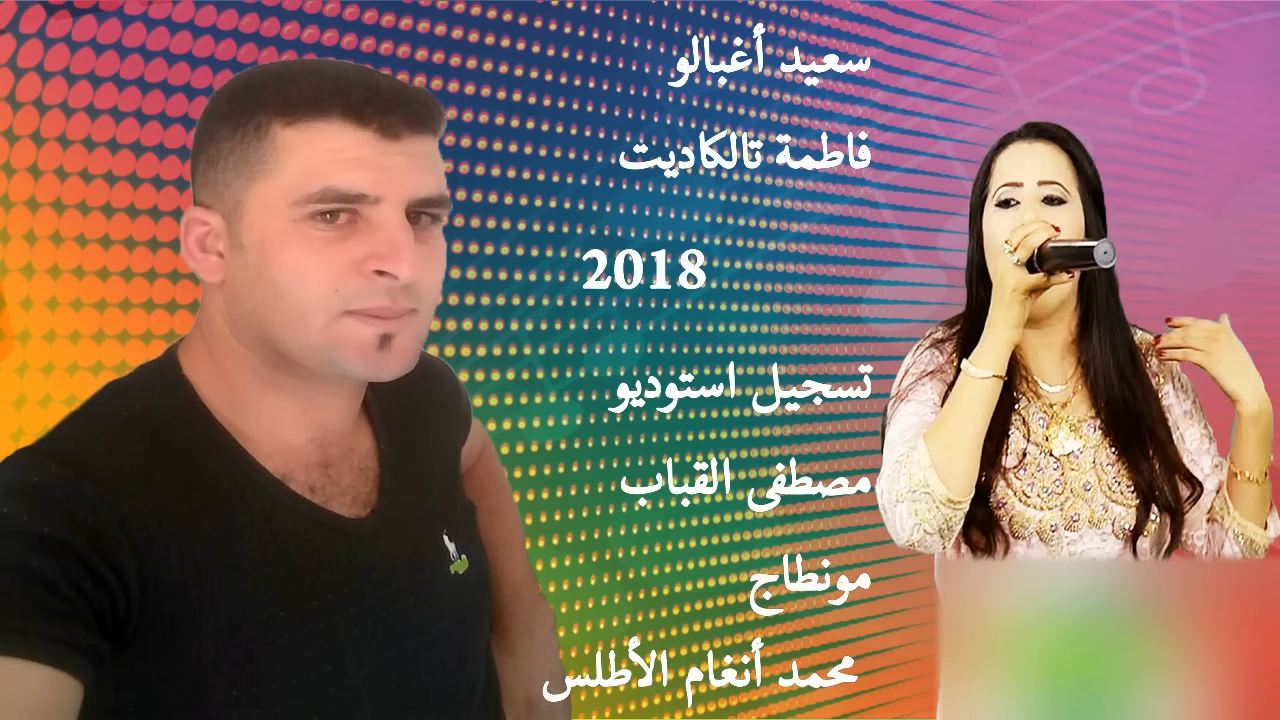 سعيد أغبالو
فاطمة تالكاديت
2018
تسجيل استوديو
مصطفى القباب
مونطاج
محمد أنغام الأطلس